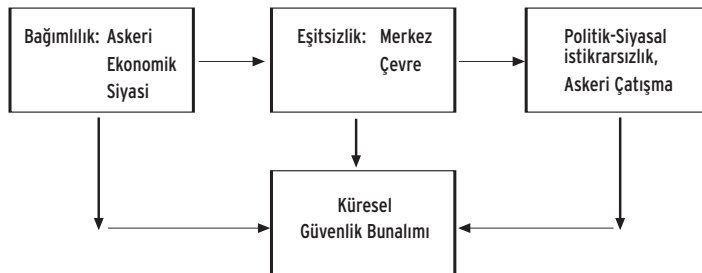 Bağımlılık: Askeri
Ekonomik
Siyasi
Eşitsizlik: Merkez
Çevre
Politik-Siyasal
istikrarsızlık,
Askeri Çatışma
Küresel
Güvenlik Bunalımı